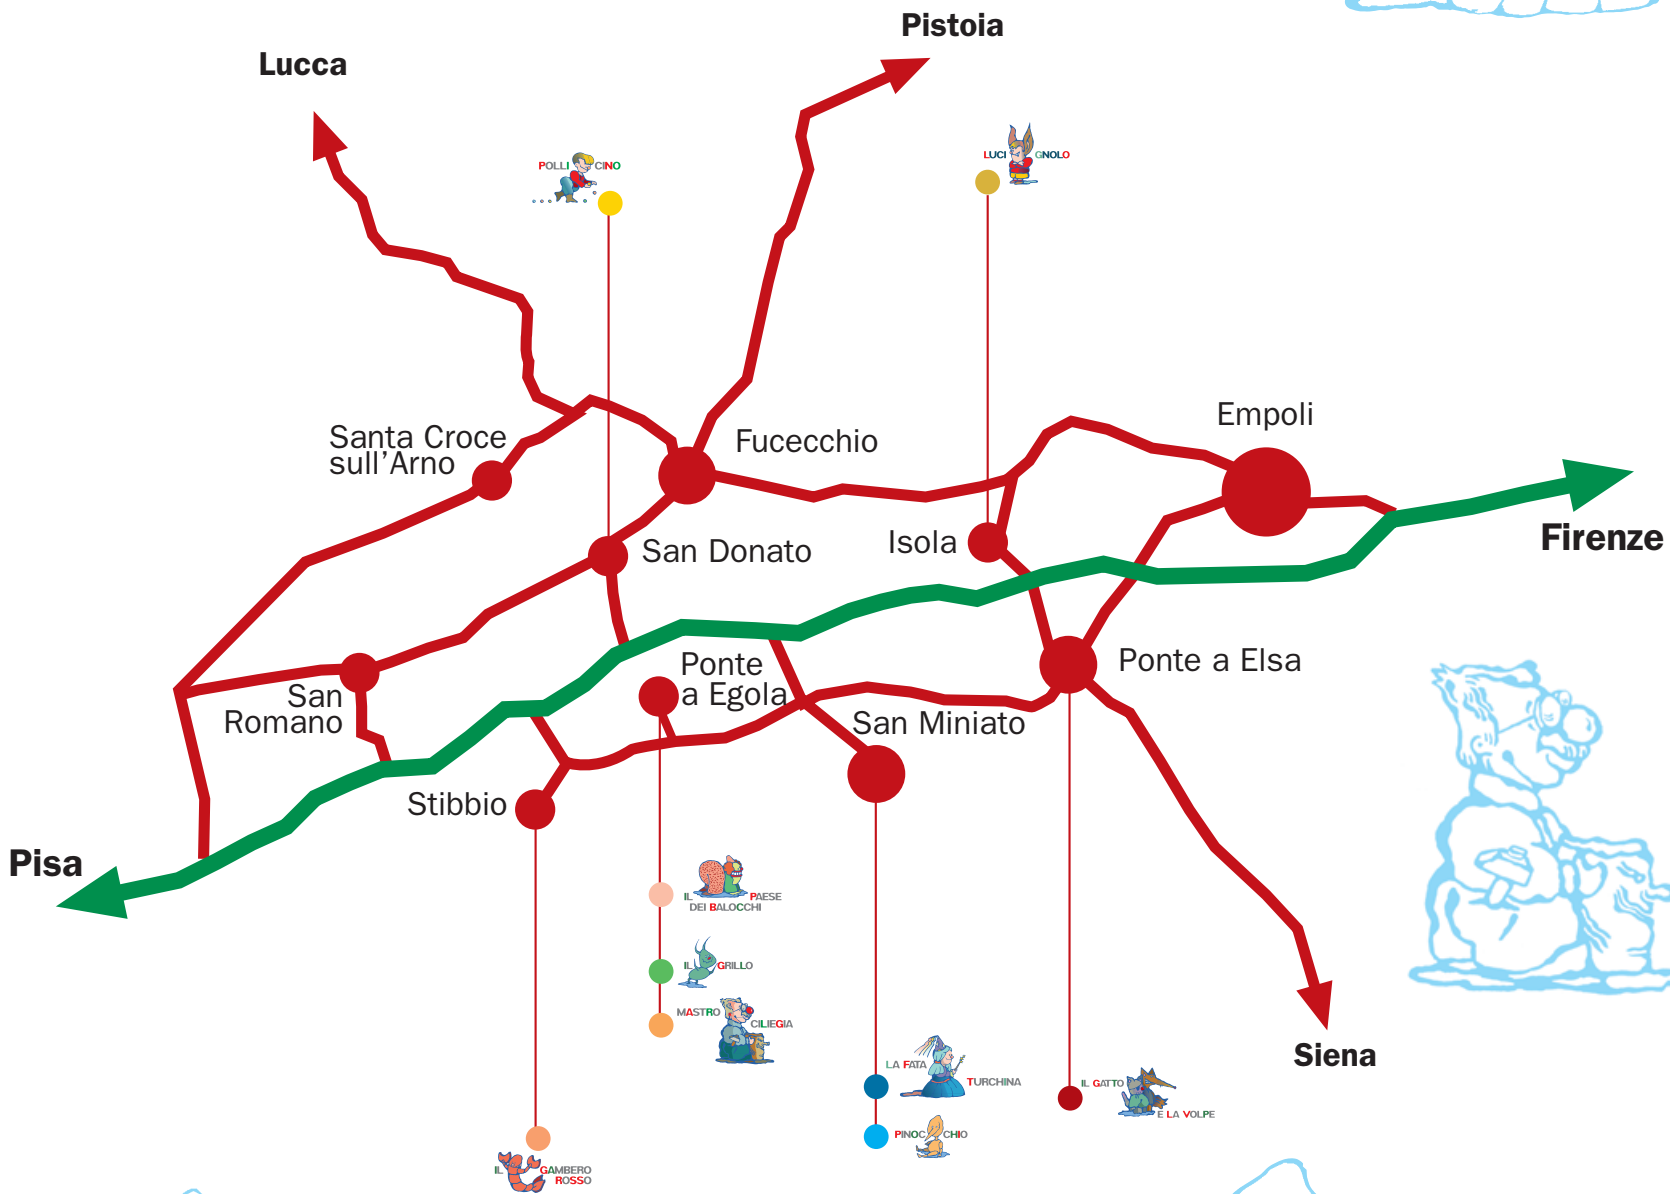 Pistoia
Lucca
POLLICINO
LUCIGNOLO
Empoli
Santa Croce
sull'Arno
Fucecchio
Firenze
San Donato
Isola
Ponte
a Egola
Ponte a Elsa
San
Romano
San Miniato
Stibbio
Pisa
IL PAESE
DEI BALOCCHI
IL GRILLO
MASTRO
CILIEGIA
Siena
LA FATA
TURCHINA
IL GATTO
E LA VOLPE
PINOCCHIO
IL GAMBERO
ROSSO